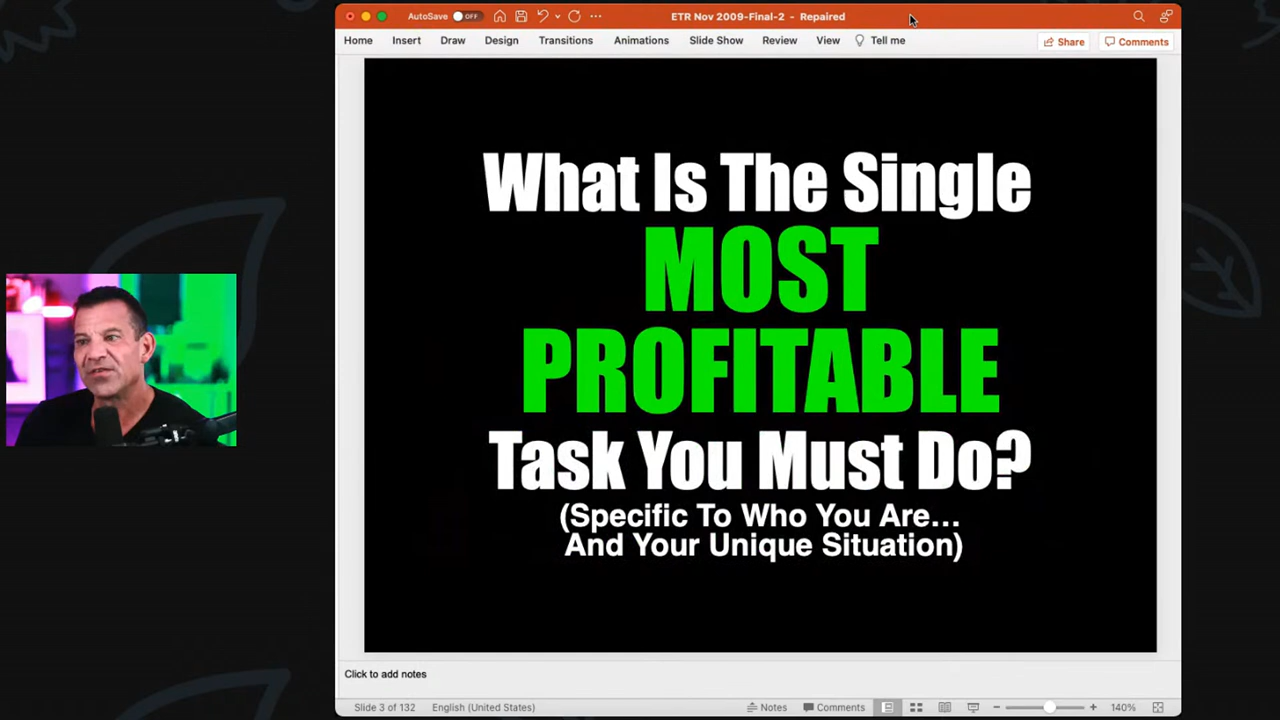 AutoSave OFF
ETR Nov 2009-Final-2 - Repaired
Home Insert Draw Design Transitions Animations Slide Show Review View Tell me Share Comments
What Is The Single
MOST
PROFITABLE
Task You Must Do?
(Specific To Who You Are...
And Your Unique Situation)
Click to add notes
Slide 3 of 132 English (United States) Notes Comments 140%